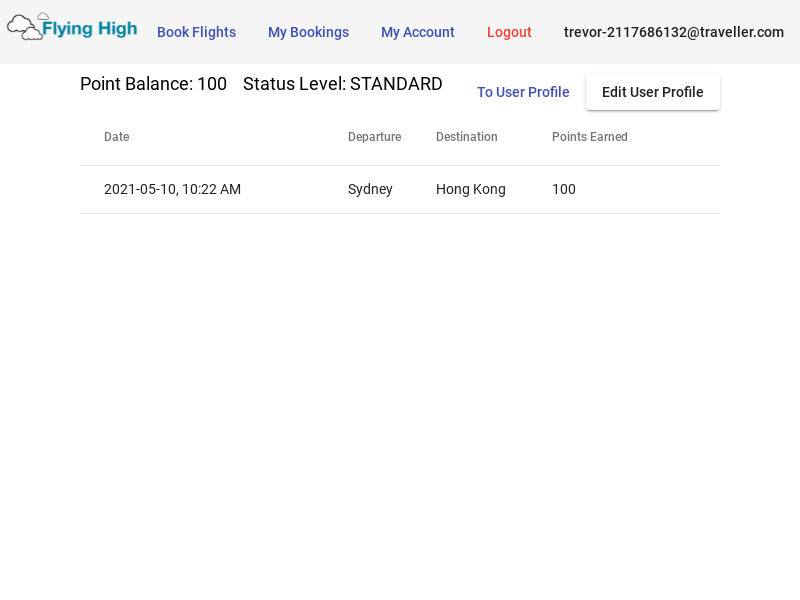 Flying High Book Flights My Bookings My Account Logout trevor-2117686132@traveller.com
Point Balance: 100 Status Level: STANDARD To User Profile Edit User Profile
Date Departure Destination Points Earned
2021-05-10, 10:22 AM Sydney Hong Kong 100